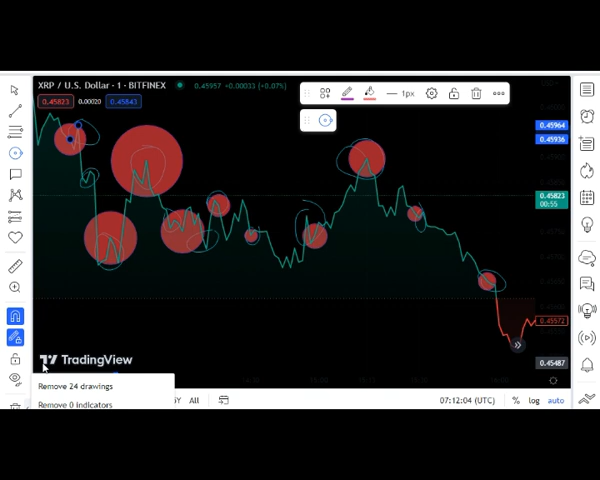 XRP / U.S. Dollar · 1 · BITFINEX
0.45957 +0.00033 (+0.07%)
0.45823 0.00020 0.45843
1px
0.45964
0.45936
0.45823
00:55
0.45572
0.45487
TradingView
Remove 24 drawings
Remove 0 indicators
All
07:12:04 (UTC)
%
log
auto